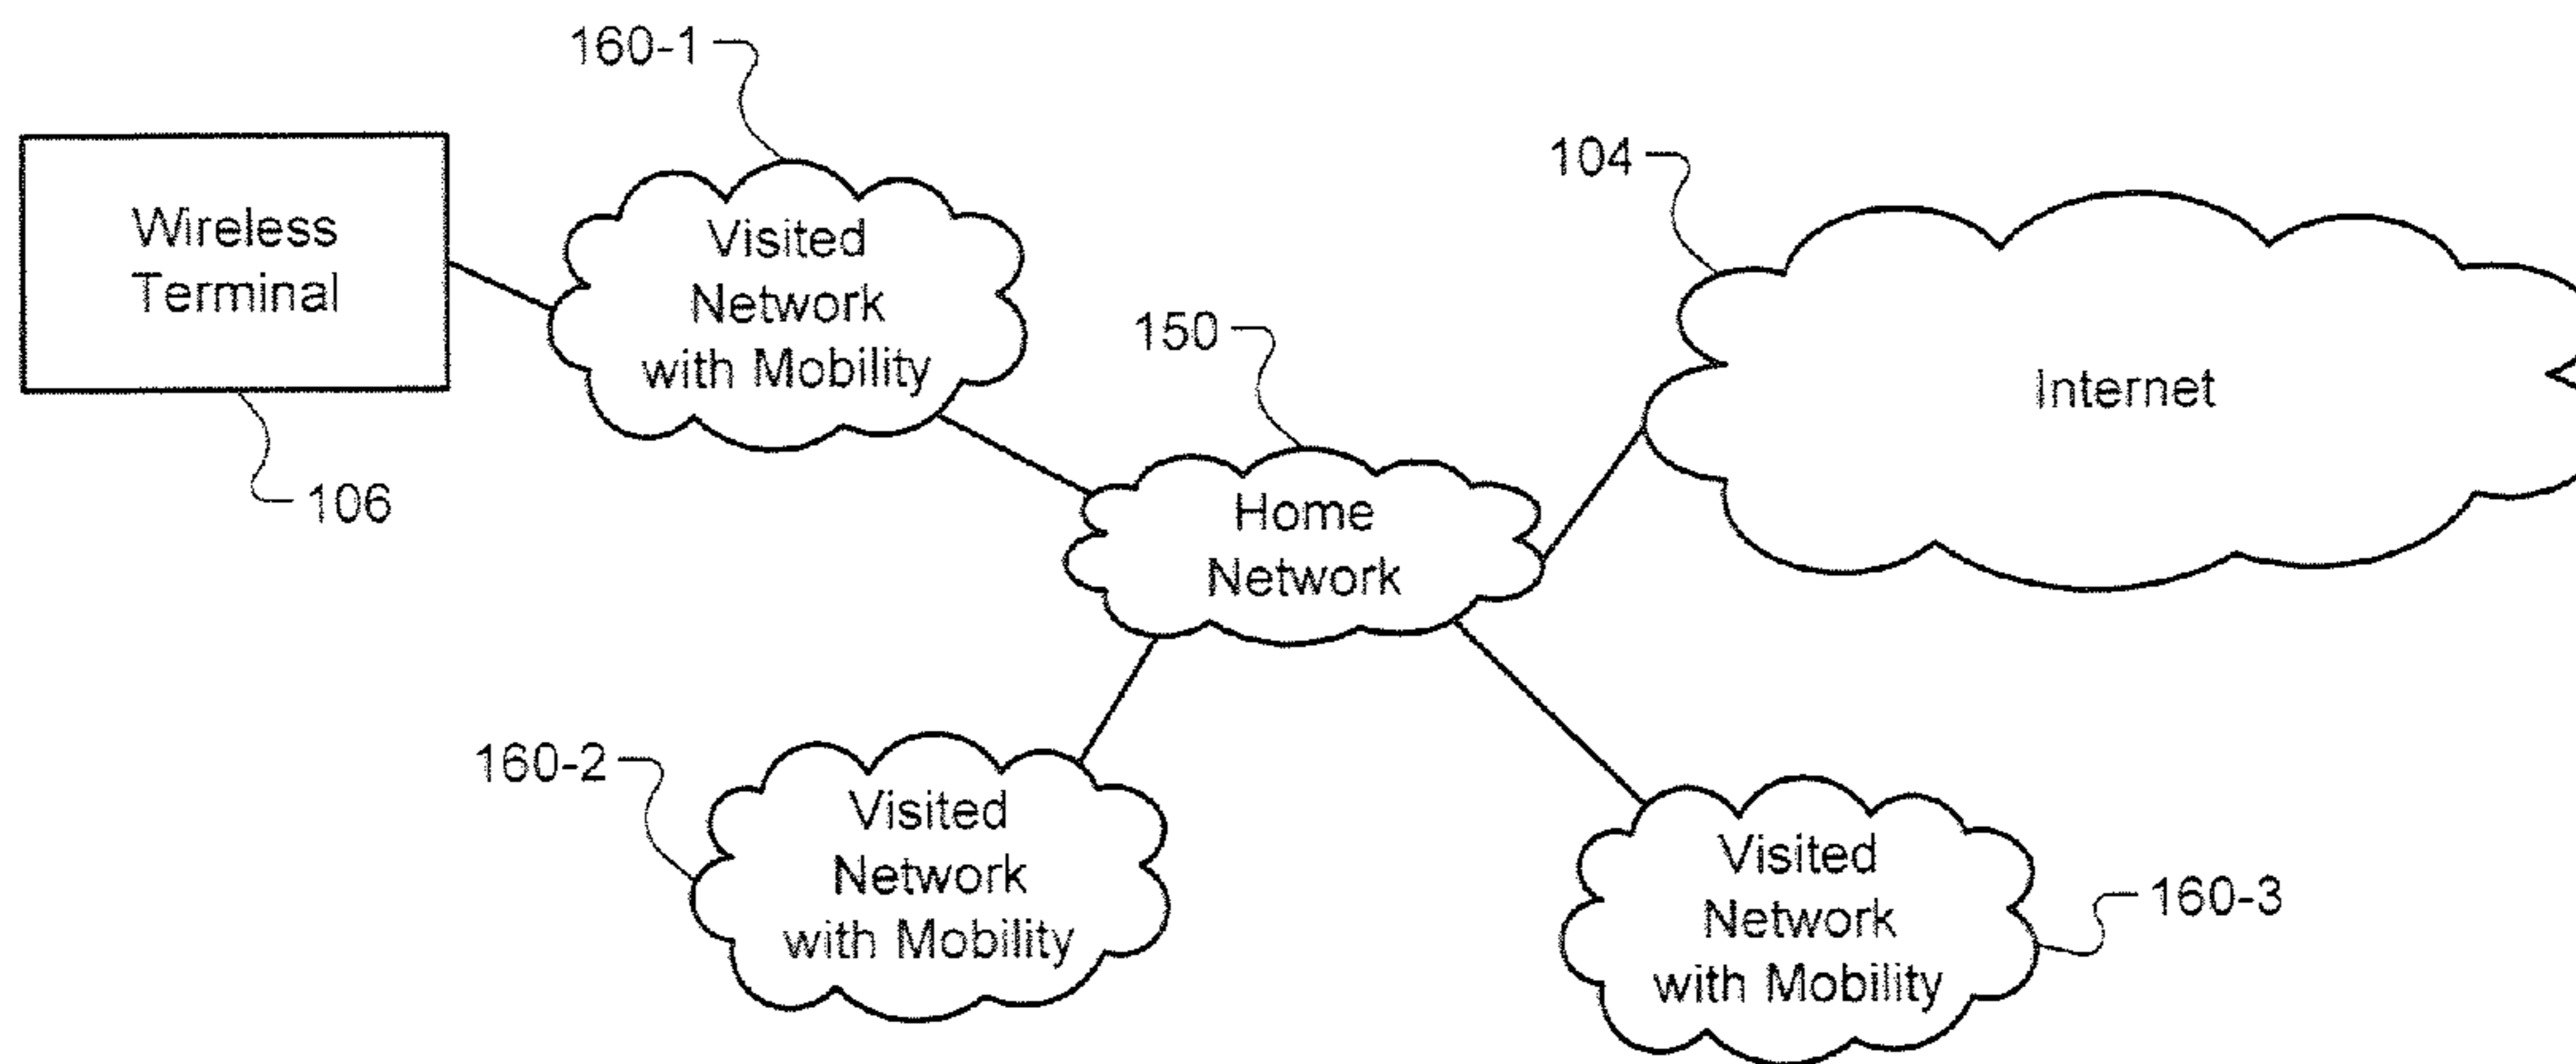 160-1
104
Wireless
Terminal
Visited
Network
with Mobility
150
Internet
106
Home
Network
160-2
Visited
Network
with Mobility
Visited
Network
with Mobility
160-3